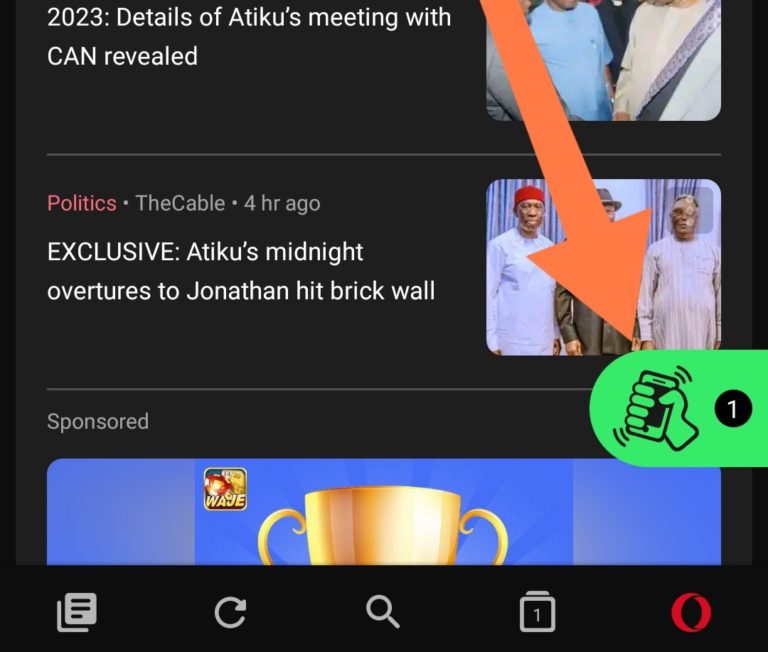 2023: Details of Atiku’s meeting with
CAN revealed
Politics • TheCable • 4 hr ago
EXCLUSIVE: Atiku’s midnight
overtures to Jonathan hit brick wall
1
Sponsored
WAJE
1